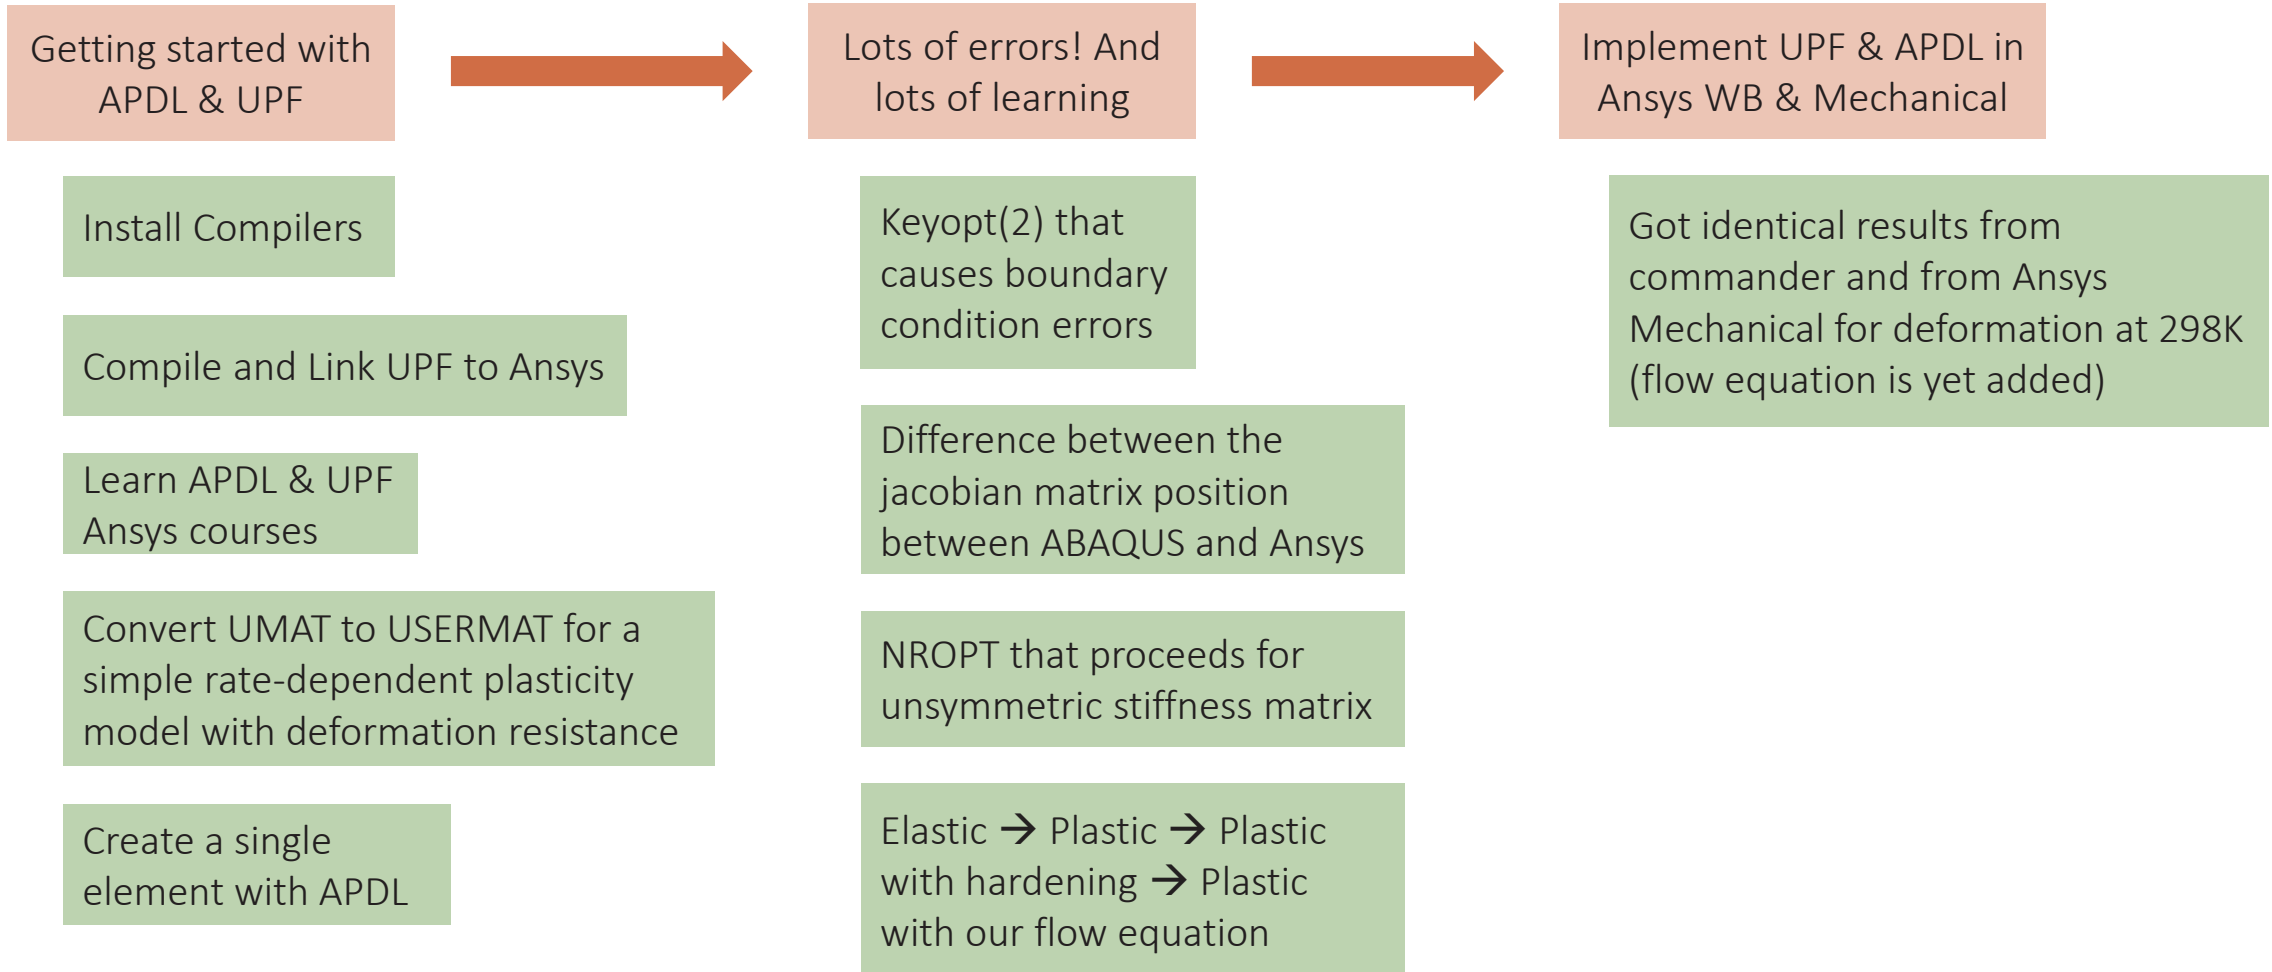 Getting started with
APDL & UPF
Install Compilers
Compile and Link UPF to Ansys
Learn APDL & UPF
Ansys courses
Convert UMAT to USERMAT for a
simple rate-dependent plasticity
model with deformation resistance
Create a single
element with APDL
Lots of errors! And
lots of learning
Keyopt(2) that
causes boundary
condition errors
Difference between the
jacobian matrix position
between ABAQUS and Ansys
NROPT that proceeds for
unsymmetric stiffness matrix
Elastic → Plastic → Plastic
with hardening → Plastic
with our flow equation
Implement UPF & APDL in
Ansys WB & Mechanical
Got identical results from
commander and from Ansys
Mechanical for deformation at 298K
(flow equation is yet added)